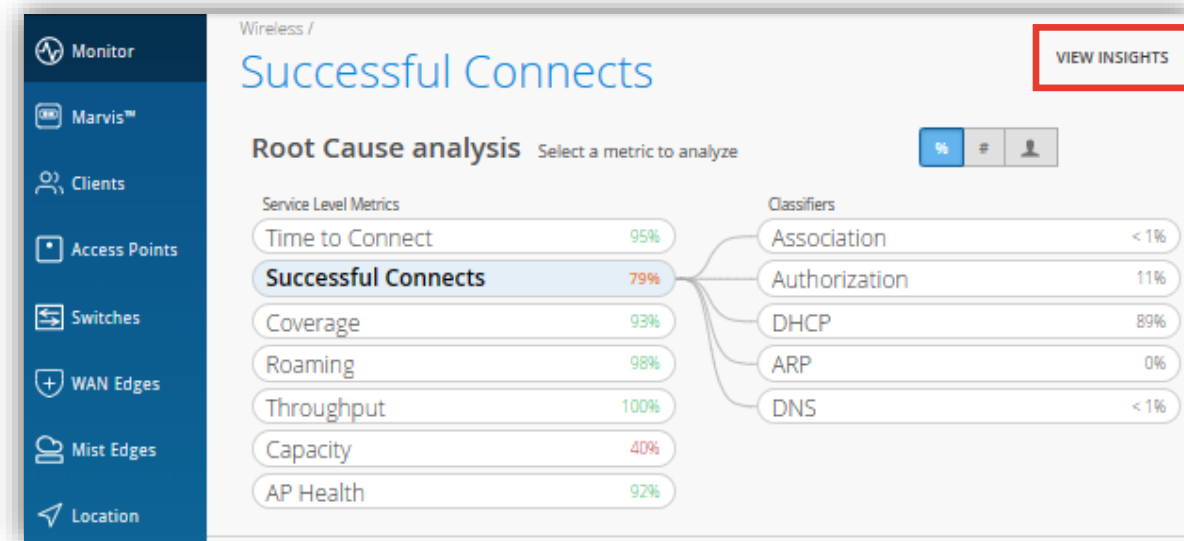 Monitor
Marvis™
Clients
Access Points
Switches
WAN Edges
Mist Edges
Location
Wireless /
Successful Connects
VIEW INSIGHTS
Root Cause analysis Select a metric to analyze
% #
Service Level Metrics Classifiers
Time to Connect 95% Association < 1%
Successful Connects 79% Authorization 11%
Coverage 93% DHCP 89%
Roaming 98% ARP 0%
Throughput 100% DNS < 1%
Capacity 40%
AP Health 92%